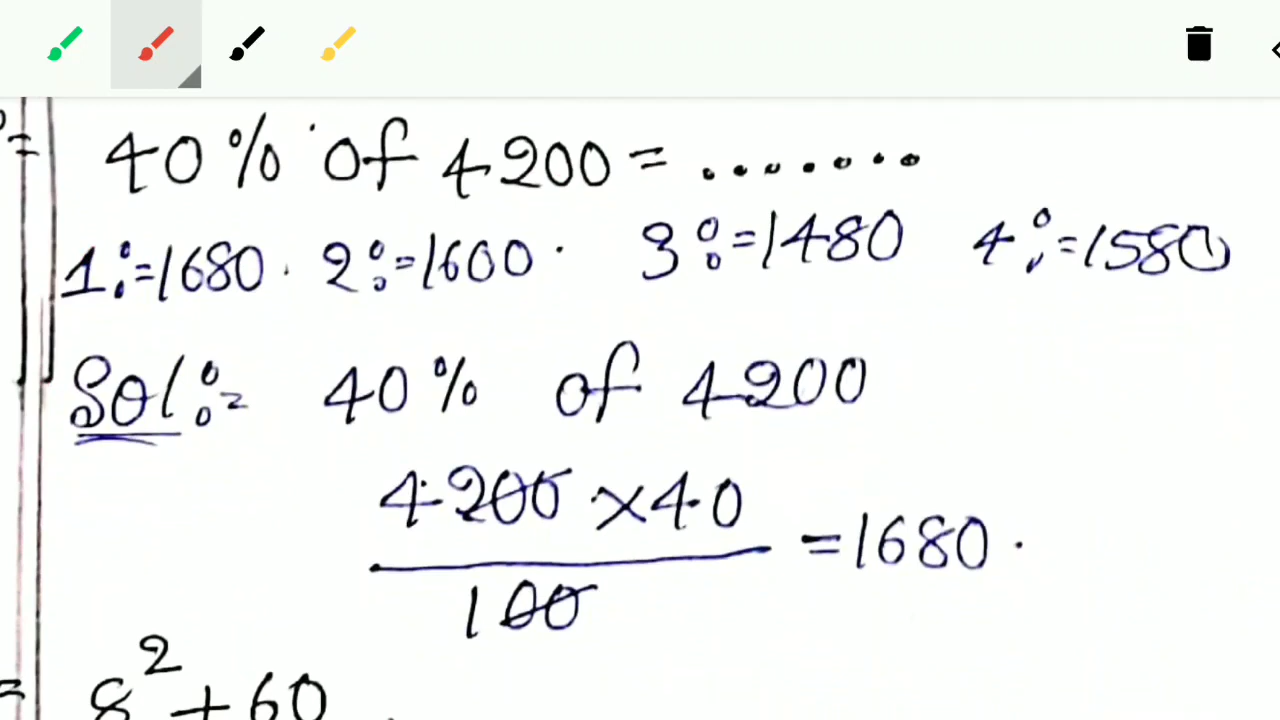 40% of 4200 = .......
1:=1680. 2:=1600. 3:=1480 4:=1580
Sol:= 40% of 4200
4200 ×40
100
=1680.
8²+60